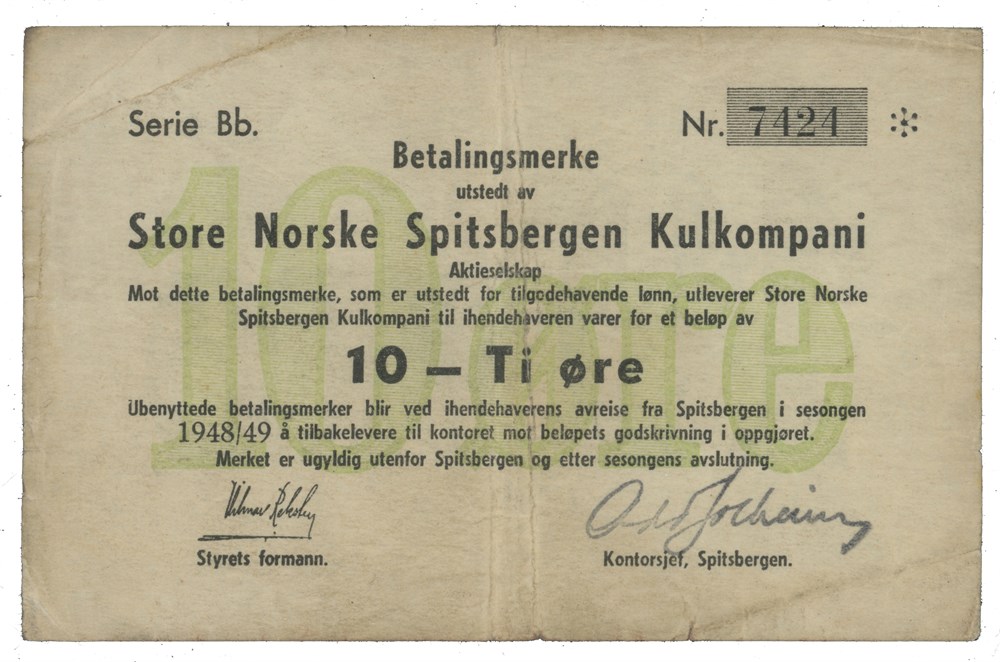 Serie Bb.
Nr. 7424
Betalingsmerke
utstedt av
Store Norske Spitsbergen Kulkompani
Aktieselskap
Mot dette betalingsmerke, som er utstedt for tilgodehavende lønn, utleverer Store Norske
Spitsbergen Kulkompani til ihendehaveren varer for et beløp av
10 — Ti øre
10 øre
Ubenyttede betalingsmerker blir ved ihendehaverens avreise fra Spitsbergen i sesongen
1948/49 å tilbakelevere til kontoret mot beløpets godskrivning i oppgjøret.
Merket er ugyldig utenfor Spitsbergen og etter sesongens avslutning.
Styrets formann.
Kontorsjef, Spitsbergen.